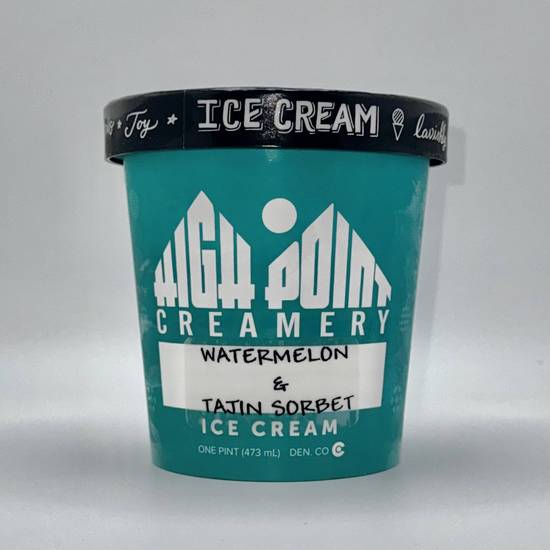 Joy ICE CREAM
HIGH POINT
CREAMERY
WATERMELON
&
TAJIN SORBET
ICE CREAM
ONE PINT (473 mL) DEN. CO C